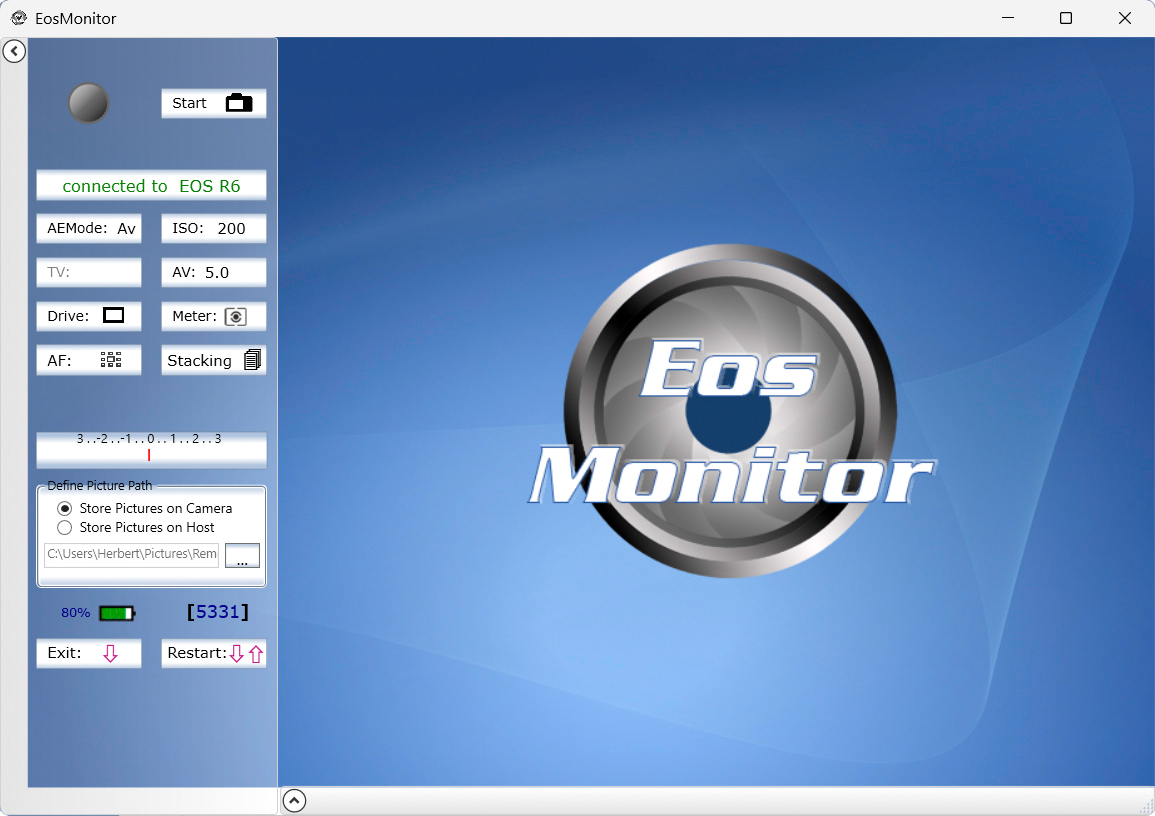 EosMonitor
Start
connected to EOS R6
AEMode: Av
ISO: 200
TV:
AV: 5.0
Drive:
Meter:
AF:
Stacking
3 . . -2 . . -1 . . 0 . . 1 . . 2 . . 3
Define Picture Path
Store Pictures on Camera
Store Pictures on Host
C:\Users\Herbert\Pictures\Rem
...
80%
[5331]
Exit:
Restart:
Eos
Monitor